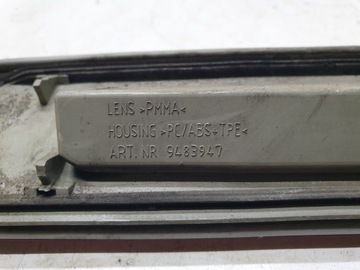 LENS >PMMA<
HOUSING >PC/ABS+TPE<
ART. NR 9483947